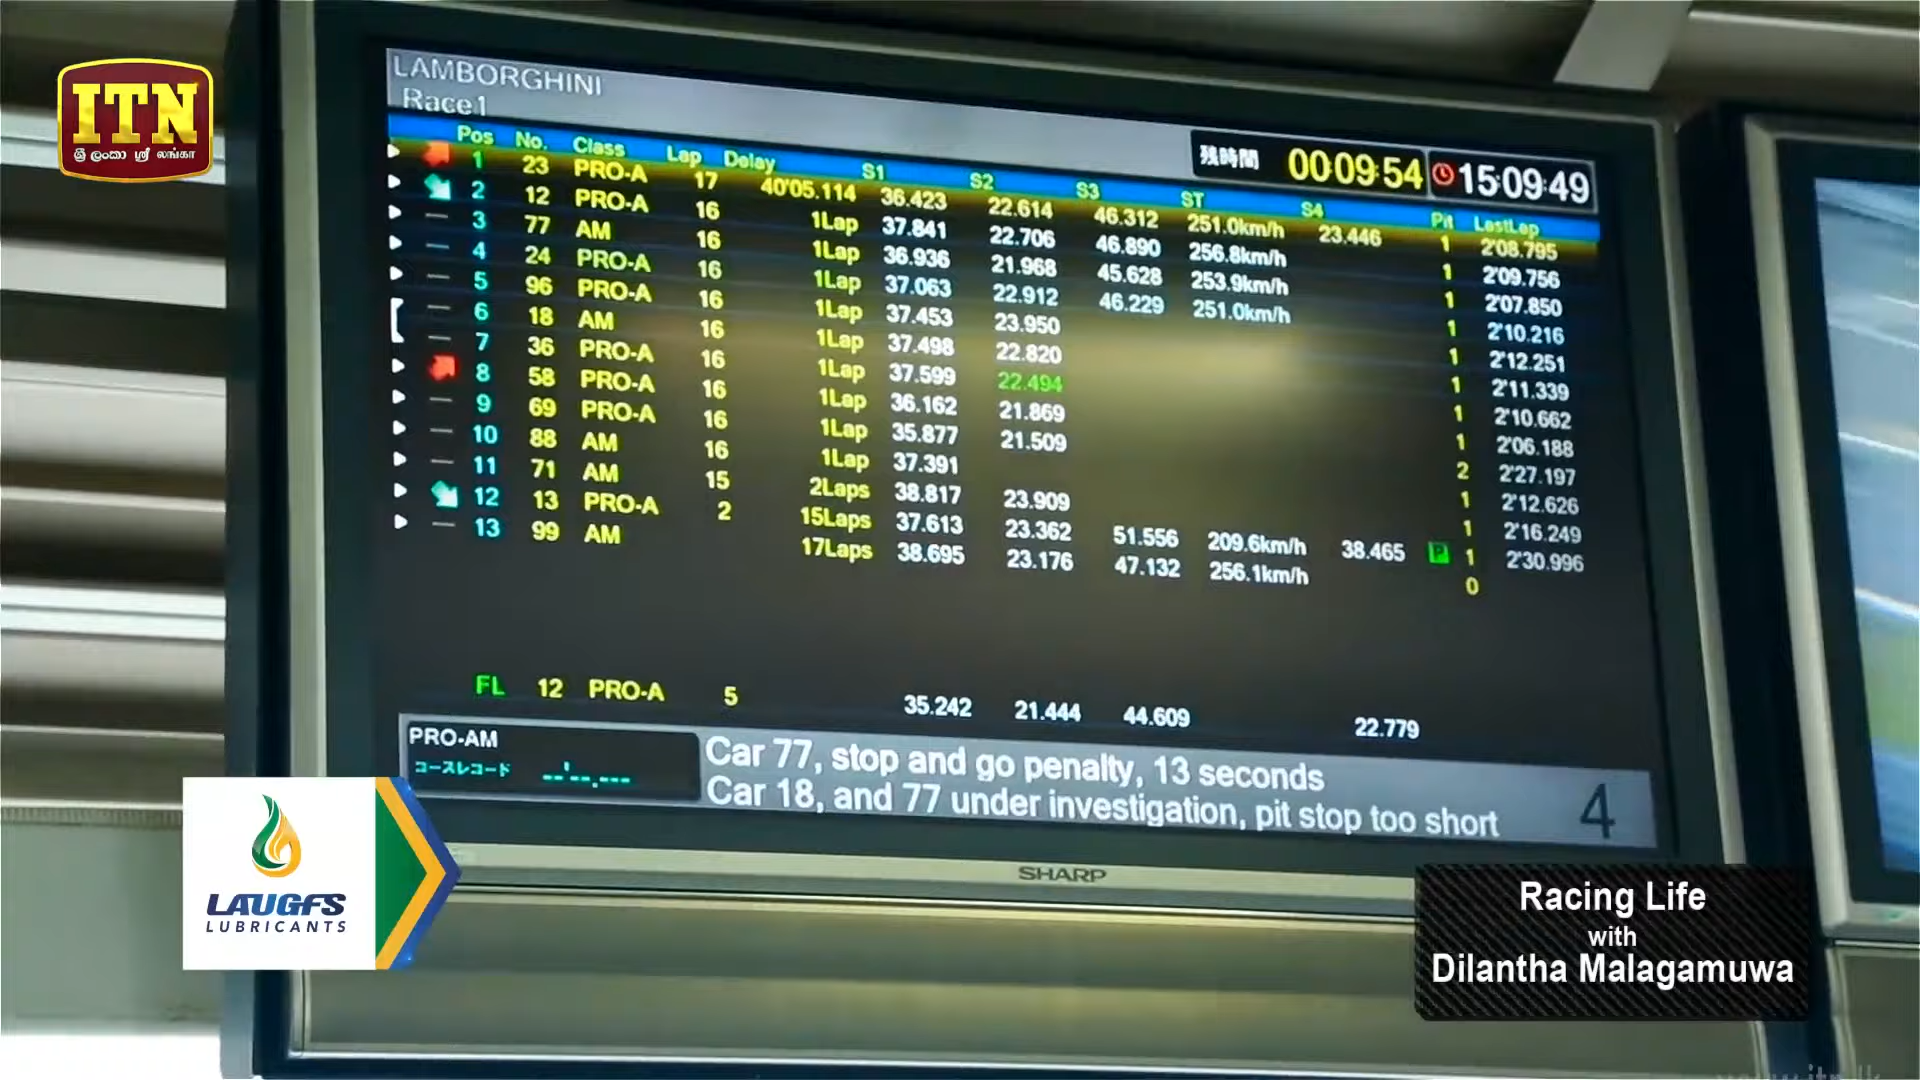 ITN
ශ්‍රී ලංකා ஸ்ரீ லங்கா
LAMBORGHINI
Race1
残時間 00:09:54 15:09:49
Pos No. Class Lap Delay S1 S2 S3 ST S4 Pit LastLap
1 23 PRO-A 17 40'05.114 36.423 22.614 46.312 251.0km/h 23.446 1 2'08.795
2 12 PRO-A 16 1Lap 37.841 22.706 46.890 256.8km/h 1 2'09.756
3 77 AM 16 1Lap 36.936 21.968 45.628 253.9km/h 1 2'07.850
4 24 PRO-A 16 1Lap 37.063 22.912 46.229 251.0km/h 1 2'10.216
5 96 PRO-A 16 1Lap 37.453 23.950 1 2'12.251
6 18 AM 16 1Lap 37.498 22.820 1 2'11.339
7 36 PRO-A 16 1Lap 37.599 22.494 1 2'10.662
8 58 PRO-A 16 1Lap 36.162 21.869 1 2'06.188
9 69 PRO-A 16 1Lap 35.877 21.509 2 2'27.197
10 88 AM 16 1Lap 37.391 1 2'12.626
11 71 AM 15 2Laps 38.817 23.909 1 2'16.249
12 13 PRO-A 2 15Laps 37.613 23.362 51.556 209.6km/h 38.465 P 1 2'30.996
13 99 AM 17Laps 38.695 23.176 47.132 256.1km/h 0
FL 12 PRO-A 5 35.242 21.444 44.609 22.779
PRO-AM
コースレコード --'--.---
Car 77, stop and go penalty, 13 seconds
Car 18, and 77 under investigation, pit stop too short
4
SHARP
LAUGFS
LUBRICANTS
Racing Life
with
Dilantha Malagamuwa